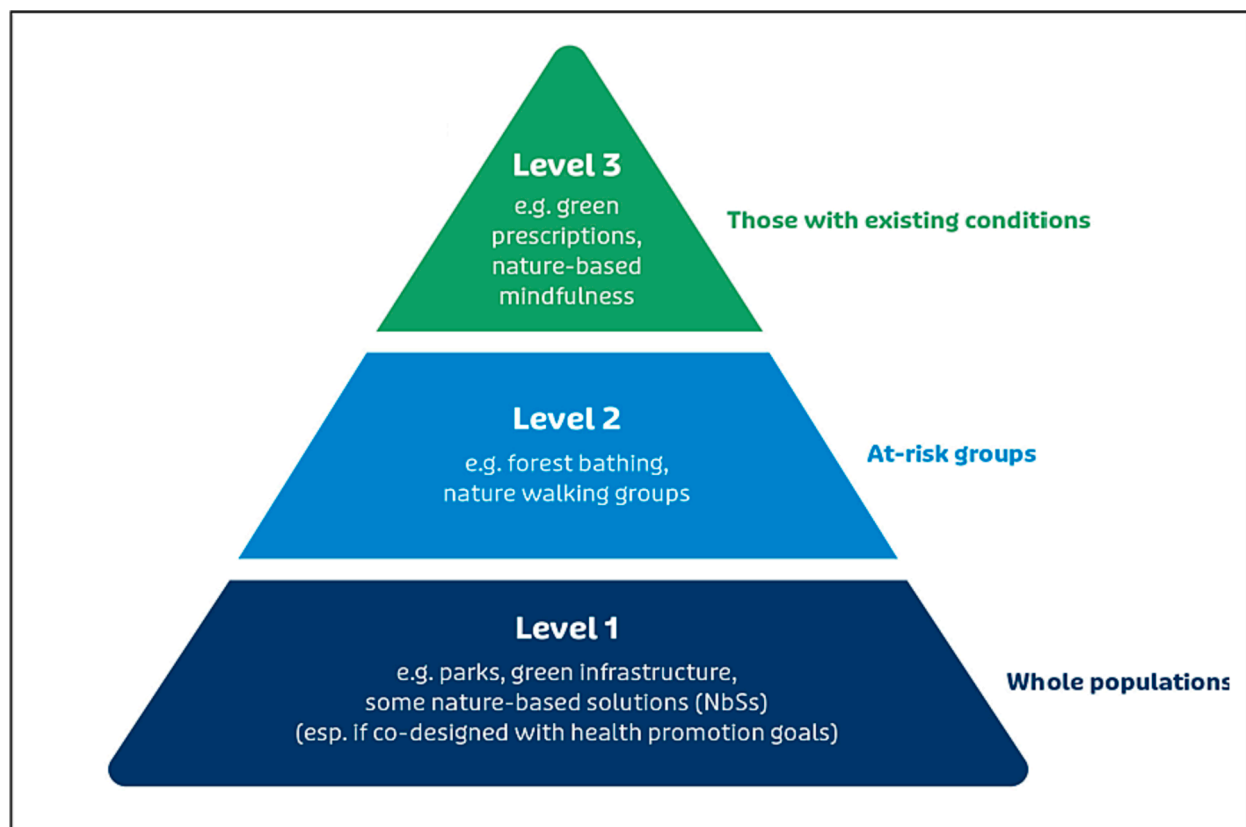 Level 3
e.g. green
prescriptions,
nature-based
mindfulness
Those with existing conditions
Level 2
e.g. forest bathing,
nature walking groups
At-risk groups
Level 1
e.g. parks, green infrastructure,
some nature-based solutions (NbSs)
(esp. if co-designed with health promotion goals)
Whole populations